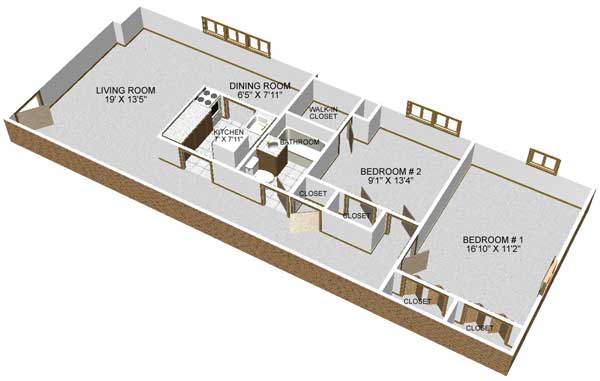 LIVING ROOM
19' X 13'5"
DINING ROOM
6'5" X 7'11"
KITCHEN
7' X 7'11"
WALK-IN
CLOSET
BATHROOM
BEDROOM # 2
9'1" X 13'4"
CLOSET
CLOSET
BEDROOM # 1
16'10" X 11'2"
CLOSET
CLOSET